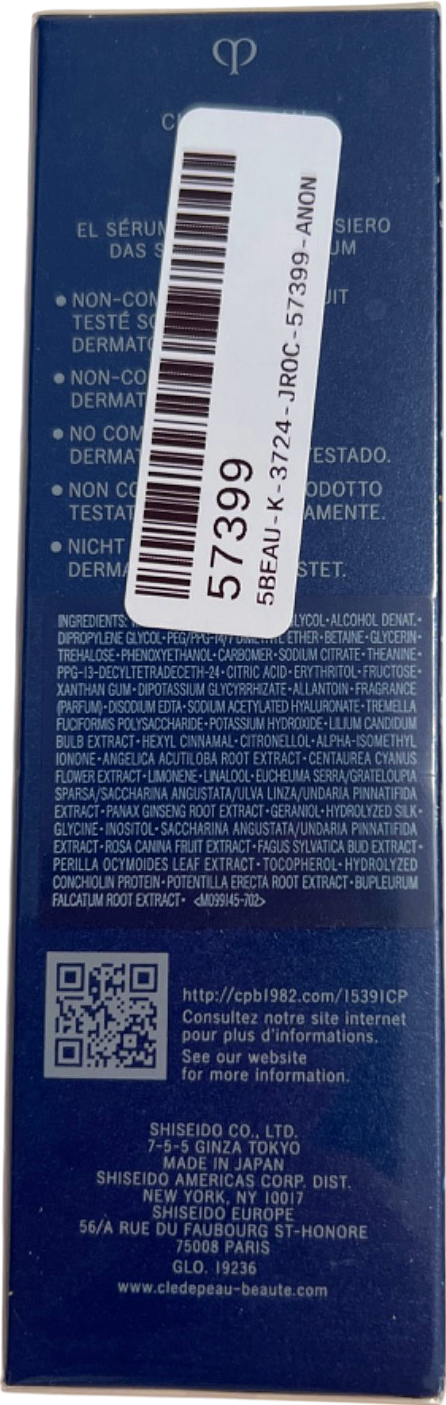 EL SÉRUM SIERO
DAS UM
• NON-COM UIT
TESTÉ
DERMATO
• NON-CO
DERMAT
• NO COM
DERMAT TESTADO.
• NON CO ODOTTO
TESTAT AMENTE.
• NICHT
DERMA STET.
57399
5BEAU-K-3724-JROC-57399-ANON
INGREDIENTS: GLYCOL•ALCOHOL DENAT.•
DIPROPYLENE GLYCOL•PEG/PPG-14/7 DIMETHYL ETHER•BETAINE•GLYCERIN•
TREHALOSE•PHENOXYETHANOL•CARBOMER•SODIUM CITRATE•THEANINE•
PPG-13-DECYLTETRADECETH-24•CITRIC ACID•ERYTHRITOL•FRUCTOSE•
XANTHAN GUM•DIPOTASSIUM GLYCYRRHIZATE•ALLANTOIN•FRAGRANCE
(PARFUM)•DISODIUM EDTA•SODIUM ACETYLATED HYALURONATE•TREMELLA
FUCIFORMIS POLYSACCHARIDE•POTASSIUM HYDROXIDE•LILIUM CANDIDUM
BULB EXTRACT•HEXYL CINNAMAL•CITRONELLOL•ALPHA-ISOMETHYL
IONONE•ANGELICA ACUTILOBA ROOT EXTRACT•CENTAUREA CYANUS
FLOWER EXTRACT•LIMONENE•LINALOOL•EUCHEUMA SERRA/GRATELOUPIA
SPARSA/SACCHARINA ANGUSTATA/ULVA LINZA/UNDARIA PINNATIFIDA
EXTRACT•PANAX GINSENG ROOT EXTRACT•GERANIOL•HYDROLYZED SILK•
GLYCINE•INOSITOL•SACCHARINA ANGUSTATA/UNDARIA PINNATIFIDA
EXTRACT•ROSA CANINA FRUIT EXTRACT•FAGUS SYLVATICA BUD EXTRACT•
PERILLA OCYMOIDES LEAF EXTRACT•TOCOPHEROL•HYDROLYZED
CONCHIOLIN PROTEIN•POTENTILLA ERECTA ROOT EXTRACT•BUPLEURUM
FALCATUM ROOT EXTRACT• <M099145-702>
http://cpb1982.com/15391CP
Consultez notre site internet
pour plus d'informations.
See our website
for more information.
SHISEIDO CO., LTD.
7-5-5 GINZA TOKYO
MADE IN JAPAN
SHISEIDO AMERICAS CORP. DIST.
NEW YORK, NY 10017
SHISEIDO EUROPE
56/A RUE DU FAUBOURG ST-HONORE
75008 PARIS
GLO. 19236
www.cledepeau-beaute.com